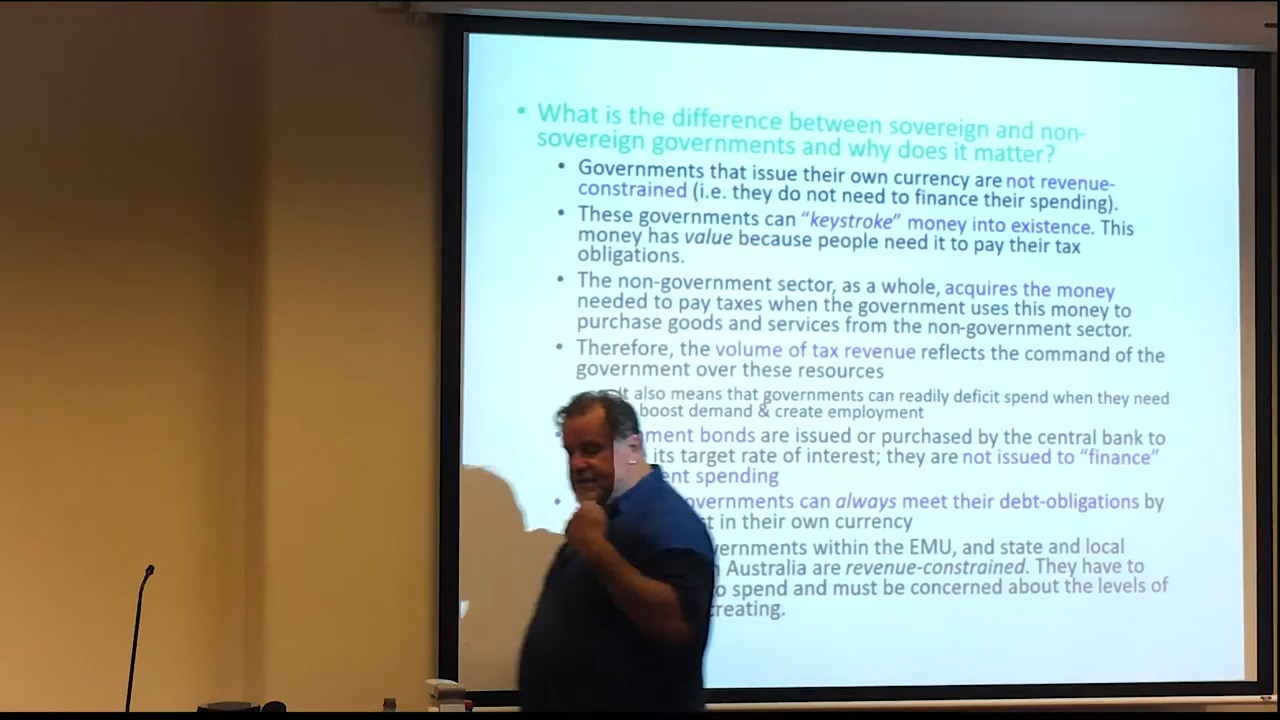 • What is the difference between sovereign and non-
sovereign governments and why does it matter?
• Governments that issue their own currency are not revenue-
constrained (i.e. they do not need to finance their spending).
• These governments can “keystroke” money into existence. This
money has value because people need it to pay their tax
obligations.
• The non-government sector, as a whole, acquires the money
needed to pay taxes when the government uses this money to
purchase goods and services from the non-government sector.
• Therefore, the volume of tax revenue reflects the command of the
government over these resources
It also means that governments can readily deficit spend when they need
boost demand & create employment
bonds are issued or purchased by the central bank to
its target rate of interest; they are not issued to “finance”
spending
• can always meet their debt-obligations by
in their own currency
within the EMU, and state and local
Australia are revenue-constrained. They have to
spend and must be concerned about the levels of